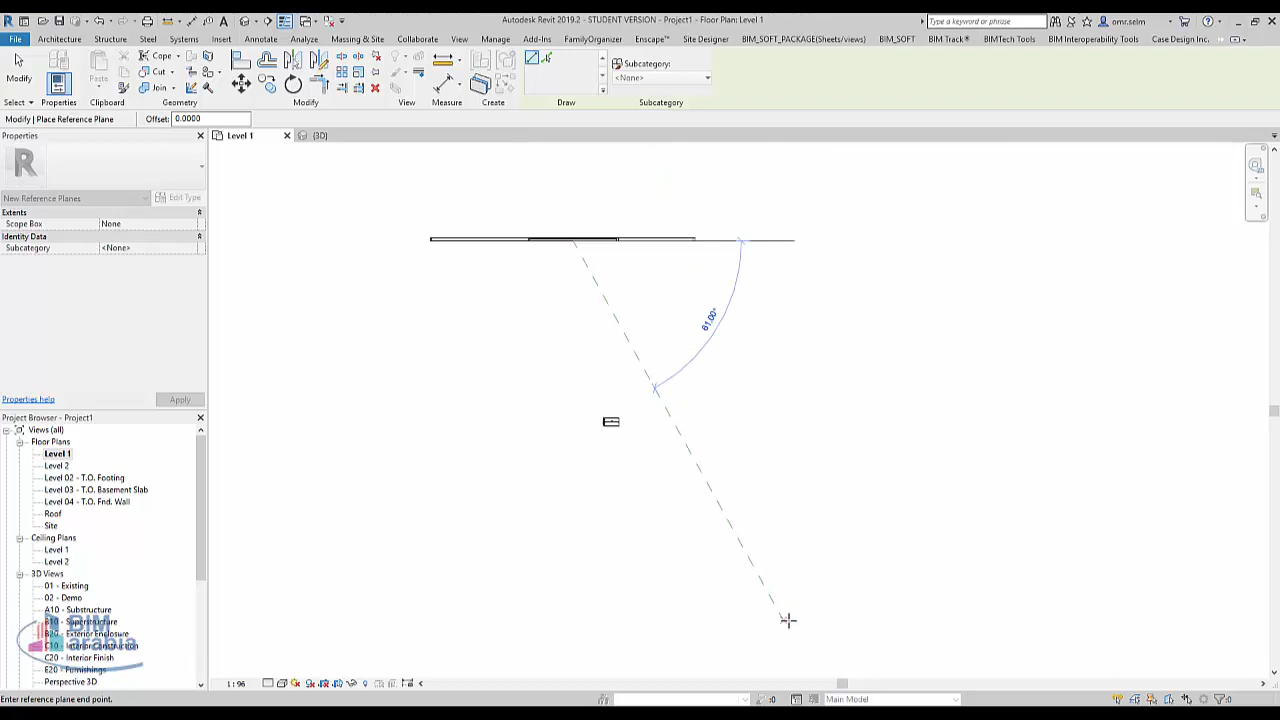 Autodesk Revit 2019.2 - STUDENT VERSION - Project1 - Floor Plan: Level 1
Type a keyword or phrase
omr.selm
File Architecture Structure Steel Systems Insert Annotate Analyze Massing & Site Collaborate View Manage Add-Ins FamilyOrganizer Enscape™ Site Designer BIM_SOFT_PACKAGE(Sheets/views) BIM_SOFT BIM Track® BIMTech Tools BIM Interoperability Tools Case Design Inc.
Modify
Properties
Paste
Cope
Cut
Join
Subcategory:
<None>
Select Properties Clipboard Geometry Modify View Measure Create Draw Subcategory
Modify | Place Reference Plane Offset: 0.0000
Properties
Level 1
{3D}
New Reference Planes
Edit Type
Extents
Scope Box None
Identity Data
Subcategory <None>
61.00°
Properties help
Apply
Project Browser - Project1
Views (all)
Floor Plans
Level 1
Level 2
Level 02 - T.O. Footing
Level 03 - T.O. Basement Slab
Level 04 - T.O. Fnd. Wall
Roof
Site
Ceiling Plans
Level 1
Level 2
3D Views
01 - Existing
02 - Demo
A10 - Substructure
B10 - Superstructure
B20 - Exterior Enclosure
C10 - Interior Construction
C20 - Interior Finish
E20 - Furnishings
Perspective 3D
BIM
arabia
1 : 96
Enter reference plane end point.
:0
Main Model
:0